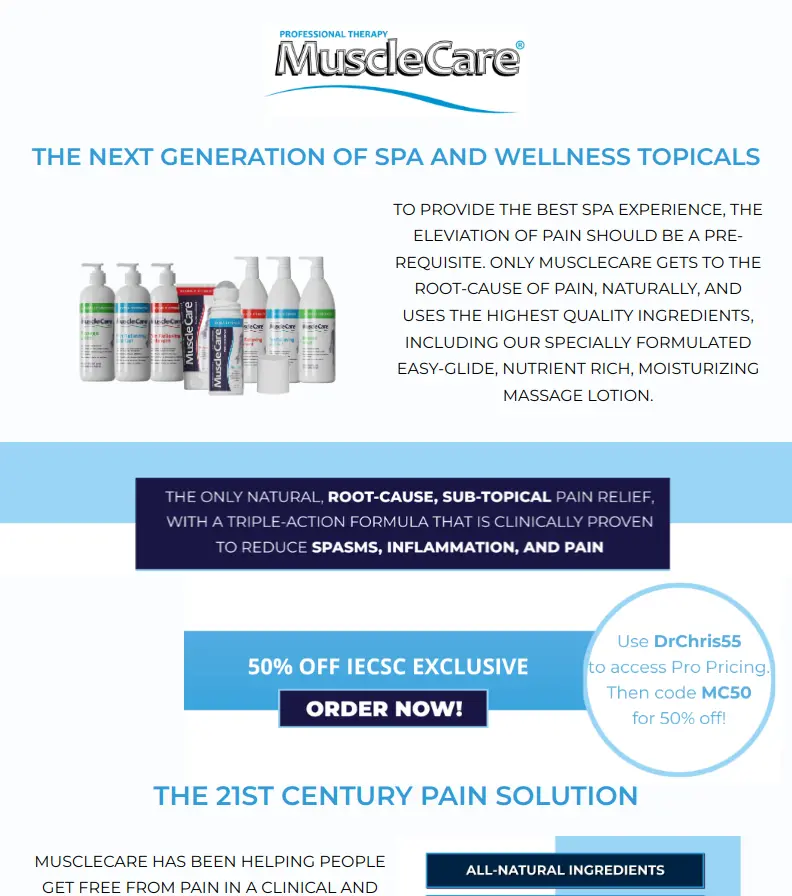 PROFESSIONAL THERAPY
MuscleCare®
THE NEXT GENERATION OF SPA AND WELLNESS TOPICALS
TO PROVIDE THE BEST SPA EXPERIENCE, THE
ELEVIATION OF PAIN SHOULD BE A PRE-
REQUISITE. ONLY MUSCLECARE GETS TO THE
ROOT-CAUSE OF PAIN, NATURALLY, AND
USES THE HIGHEST QUALITY INGREDIENTS,
INCLUDING OUR SPECIALLY FORMULATED
EASY-GLIDE, NUTRIENT RICH, MOISTURIZING
MASSAGE LOTION.
MuscleCare
MuscleCare
MuscleCare
MuscleCare
MuscleCare
THE ONLY NATURAL, ROOT-CAUSE, SUB-TOPICAL PAIN RELIEF,
WITH A TRIPLE-ACTION FORMULA THAT IS CLINICALLY PROVEN
TO REDUCE SPASMS, INFLAMMATION, AND PAIN
50% OFF IECSC EXCLUSIVE
ORDER NOW!
Use DrChris55
to access Pro Pricing.
Then code MC50
for 50% off!
THE 21ST CENTURY PAIN SOLUTION
MUSCLECARE HAS BEEN HELPING PEOPLE
GET FREE FROM PAIN IN A CLINICAL AND
ALL-NATURAL INGREDIENTS